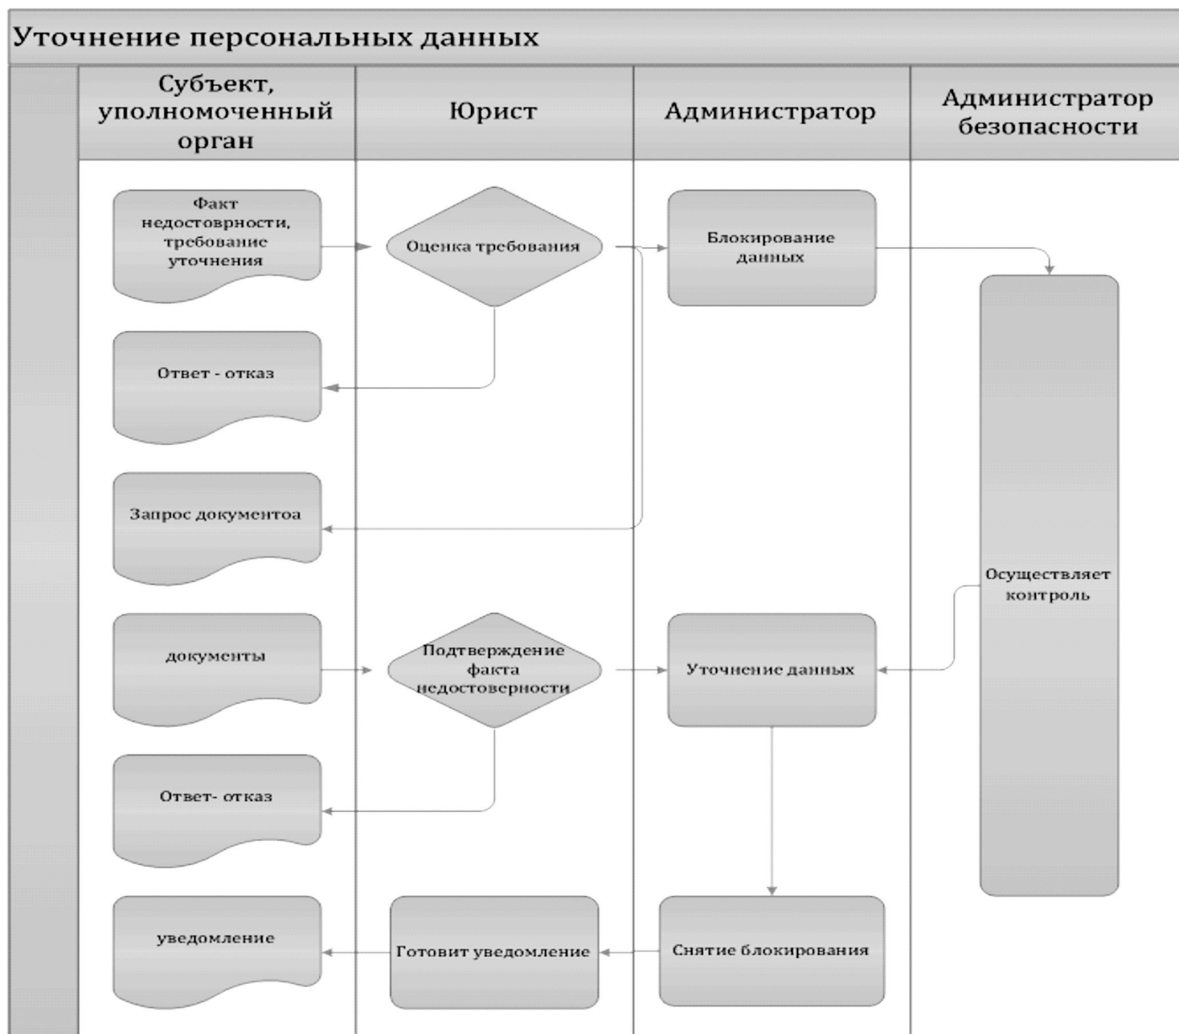 Уточнение персональных данных
Субъект,
уполномоченный
орган
Юрист
Администратор
Администратор
безопасности
Факт
недостоврности,
требование
уточнения
Оценка требования
Блокирование
данных
Ответ - отказ
Запрос документоа
Осуществляет
контроль
документы
Подтверждение
факта
недостоверности
Уточнение данных
Ответ- отказ
уведомление
Готовит уведомление
Снятие блокирования